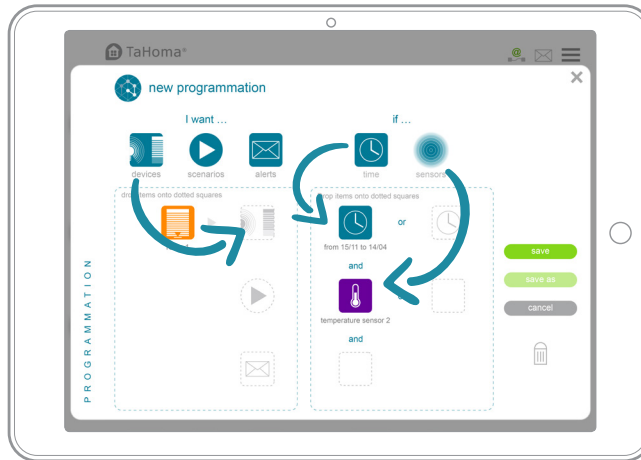 TaHoma®
new programmation
I want ...
if ...
devices
scenarios
alerts
time
sensors
drop items onto dotted squares
drop items onto dotted squares
or
from 15/11 to 14/04
and
temperature sensor 2
and
save
save as
cancel
PROGRAMMATION